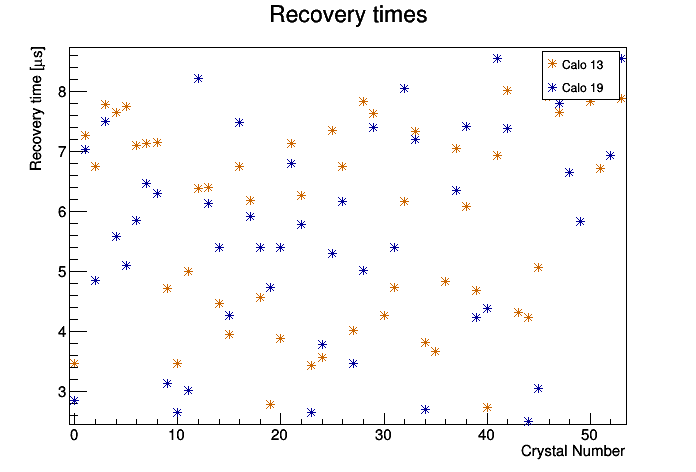 Recovery times
Recovery time [μs]
Calo 13
Calo 19
8
7
6
5
4
3
0 10 20 30 40 50
Crystal Number